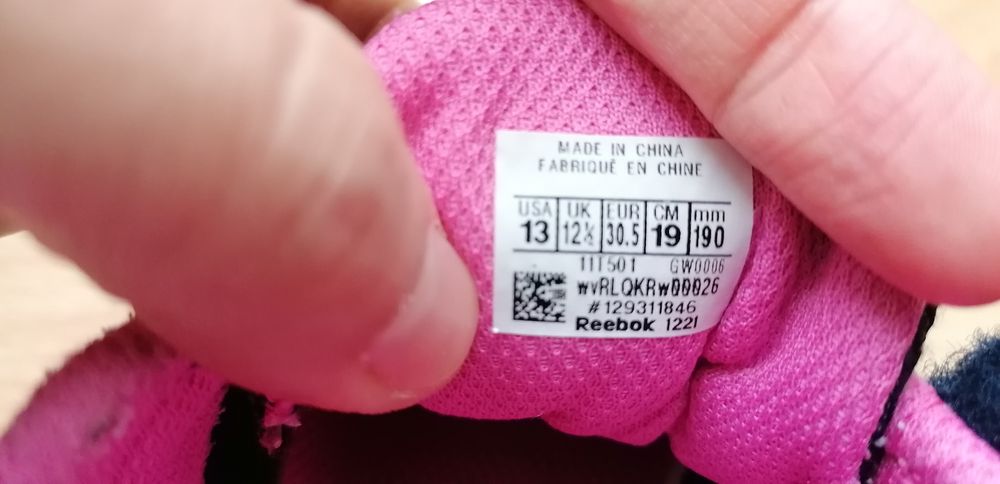 MADE IN CHINA
FABRIQUÉ EN CHINE
USA UK EUR CM mm
13 12½ 30.5 19 190
11T501 GW0006
wvRLQKRw00026
#129311846
Reebok 1221